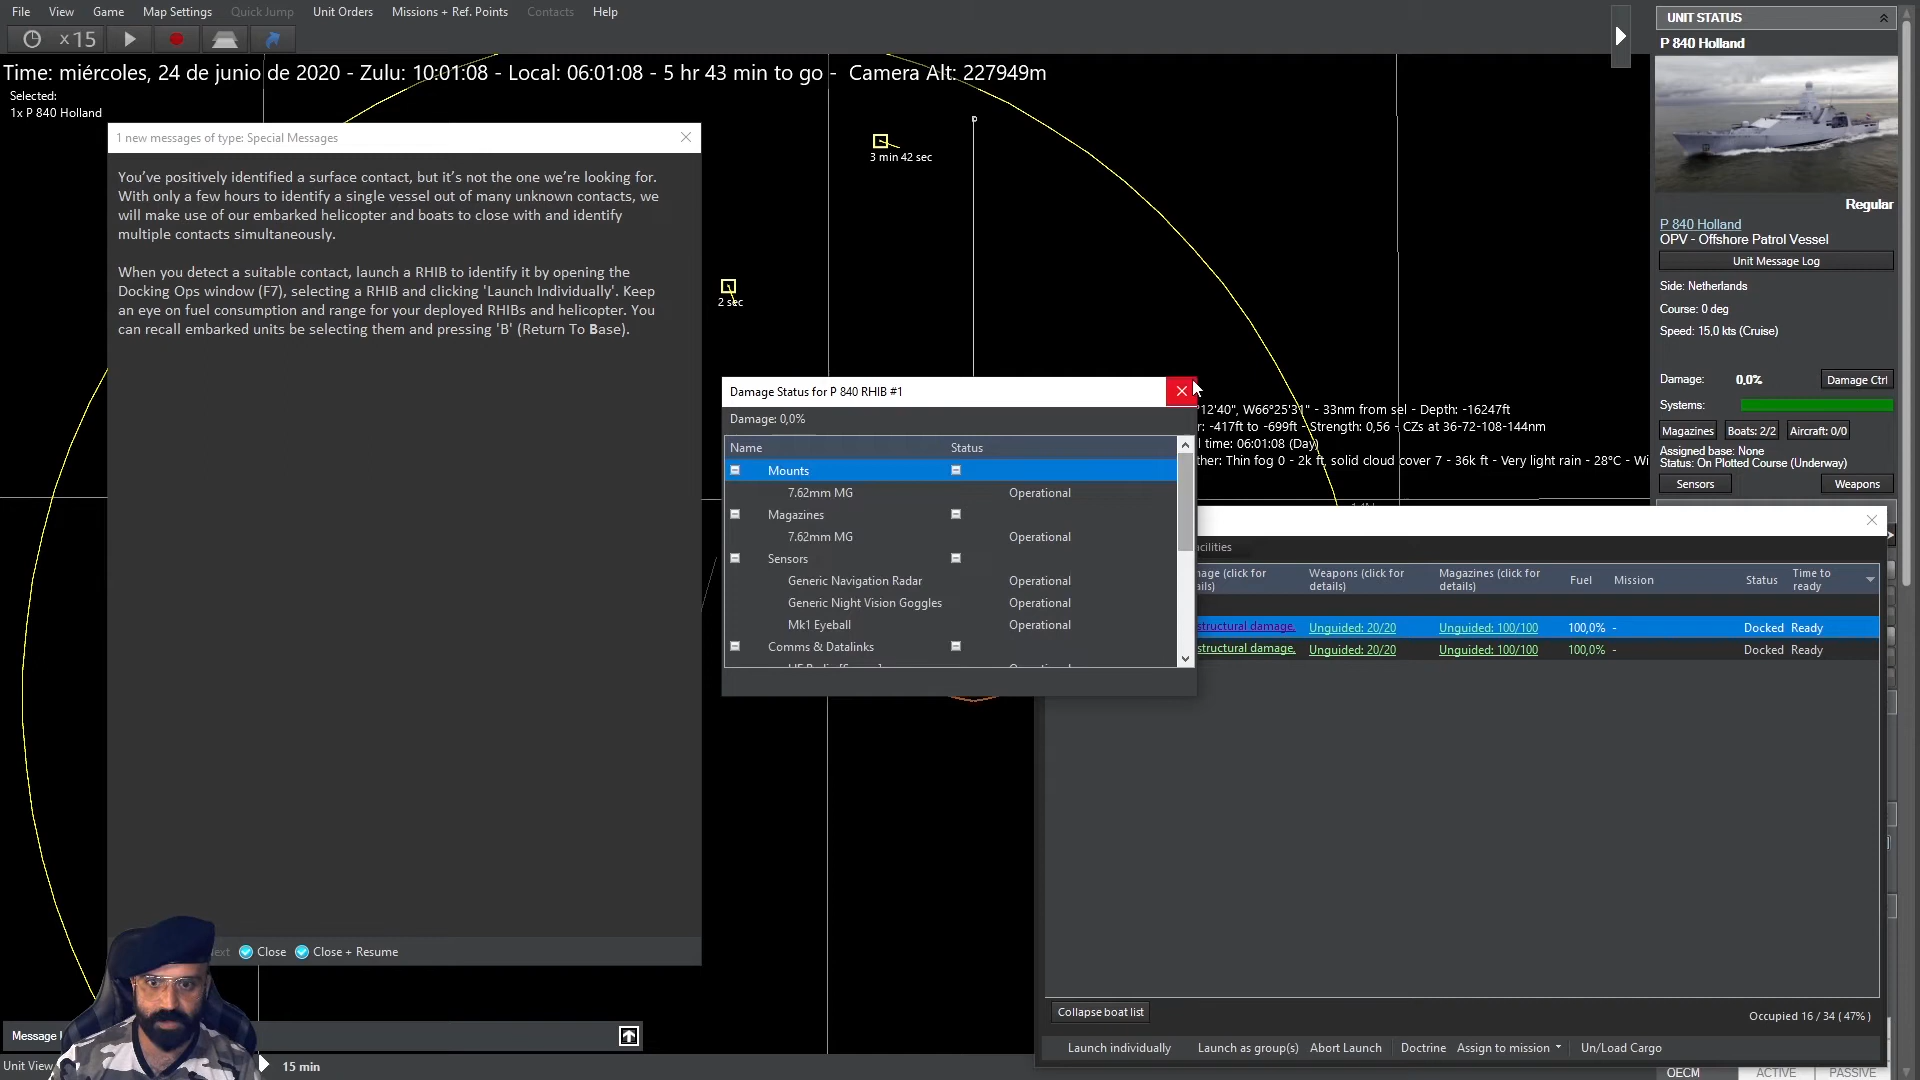 File View Game Map Settings Quick Jump Unit Orders Missions + Ref. Points Contacts Help
x15
Time: miércoles, 24 de junio de 2020 - Zulu: 10:01:08 - Local: 06:01:08 - 5 hr 43 min to go - Camera Alt: 227949m
Selected:
1x P 840 Holland
1 new messages of type: Special Messages
You've positively identified a surface contact, but it's not the one we're looking for.
With only a few hours to identify a single vessel out of many unknown contacts, we
will make use of our embarked helicopter and boats to close with and identify
multiple contacts simultaneously.
When you detect a suitable contact, launch a RHIB to identify it by opening the
Docking Ops window (F7), selecting a RHIB and clicking 'Launch Individually'. Keep
an eye on fuel consumption and range for your deployed RHIBs and helicopter. You
can recall embarked units be selecting them and pressing 'B' (Return To Base).
Close Close + Resume
3 min 42 sec
2 sec
Damage Status for P 840 RHIB #1
Damage: 0,0%
Name Status
Mounts
7.62mm MG Operational
Magazines
7.62mm MG Operational
Sensors
Generic Navigation Radar Operational
Generic Night Vision Goggles Operational
Mk1 Eyeball Operational
Comms & Datalinks
°12'40", W66°25'31" - 33nm from sel - Depth: -16247ft
r: -417ft to -699ft - Strength: 0,56 - CZs at 36-72-108-144nm
l time: 06:01:08 (Day)
ther: Thin fog 0 - 2k ft, solid cloud cover 7 - 36k ft - Very light rain - 28°C - Wi
cilities
mage (click for Weapons (click for Magazines (click for Fuel Mission Status Time to
ails) details) details) ready
structural damage, Unguided: 20/20 Unguided: 100/100 100,0% - Docked Ready
structural damage, Unguided: 20/20 Unguided: 100/100 100,0% - Docked Ready
Collapse boat list
Occupied 16 / 34 ( 47% )
Launch individually Launch as group(s) Abort Launch Doctrine Assign to mission Un/Load Cargo
UNIT STATUS
P 840 Holland
Regular
P 840 Holland
OPV - Offshore Patrol Vessel
Unit Message Log
Side: Netherlands
Course: 0 deg
Speed: 15,0 kts (Cruise)
Damage: 0,0% Damage Ctrl
Systems:
Magazines Boats: 2/2 Aircraft: 0/0
Assigned base: None
Status: On Plotted Course (Underway)
Sensors Weapons
OECM ACTIVE PASSIVE
Message
Unit View
15 min